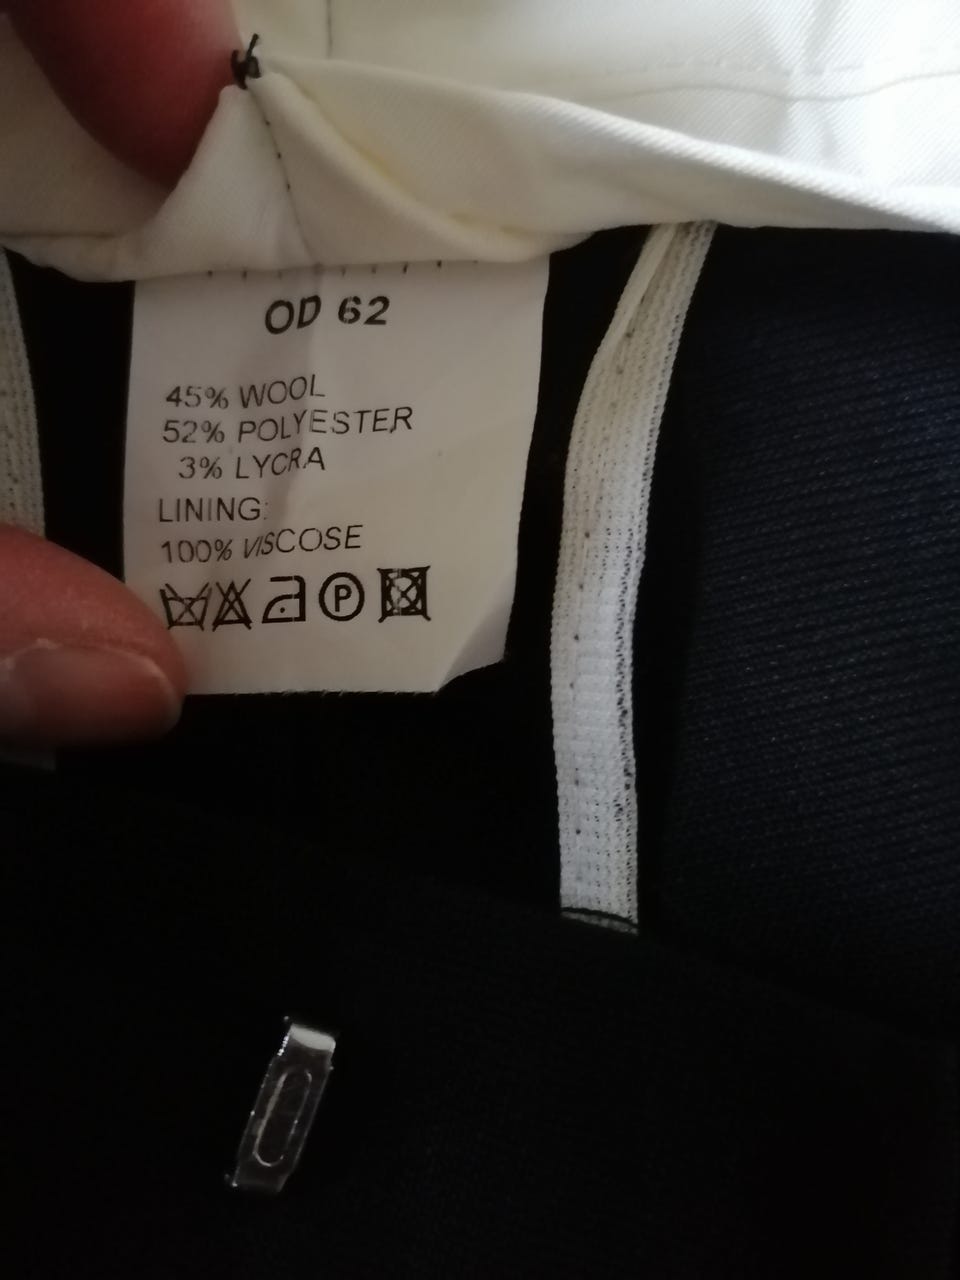 OD 62
45% WOOL
52% POLYESTER
3% LYCRA
LINING:
100% VISCOSE
P